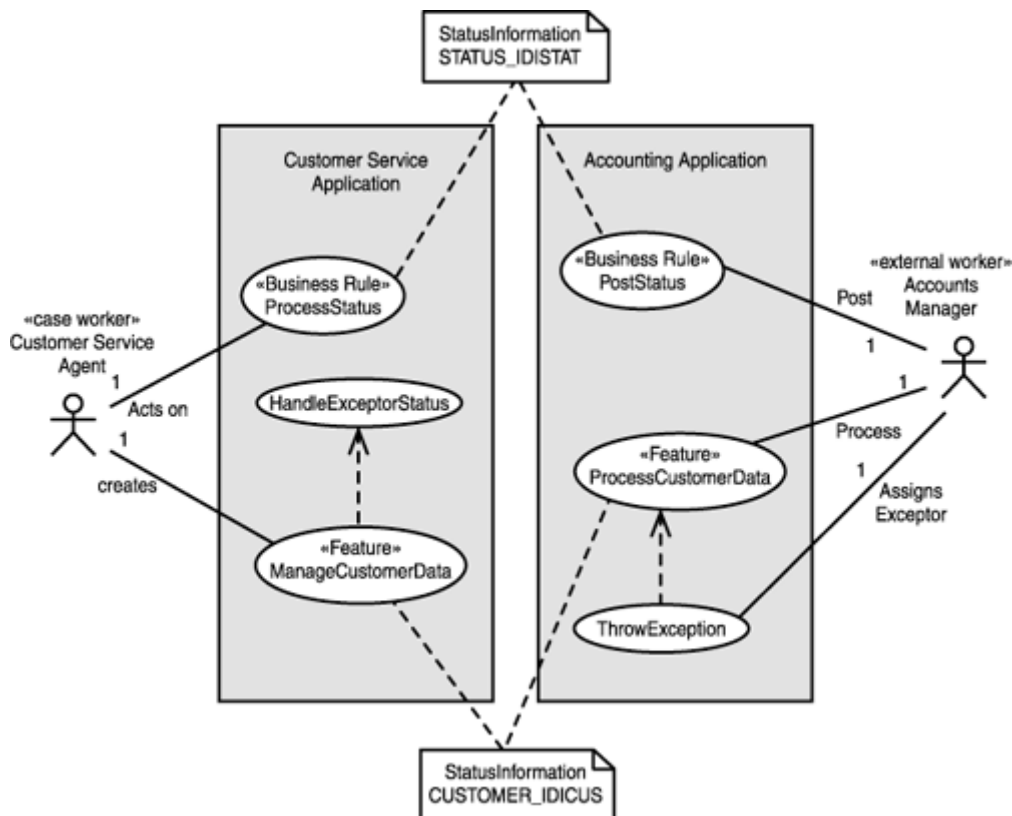 StatusInformation
STATUS_IDISTAT
Customer Service
Application
Accounting Application
«Business Rule»
ProcessStatus
«Business Rule»
PostStatus
«external worker»
Accounts
Manager
Post
1
«case worker»
Customer Service
Agent
1
Acts on
1
creates
HandleExceptorStatus
1
Process
«Feature»
ProcessCustomerData
1
Assigns
Exceptor
«Feature»
ManageCustomerData
ThrowException
StatusInformation
CUSTOMER_IDICUS